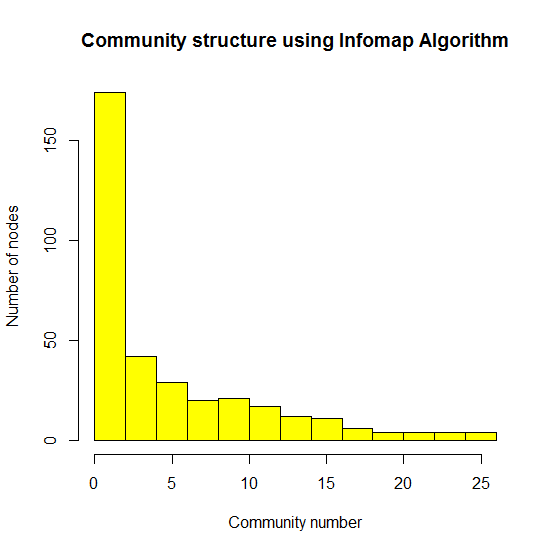 Community structure using Infomap Algorithm
Number of nodes
150
100
50
0
0 5 10 15 20 25
Community number